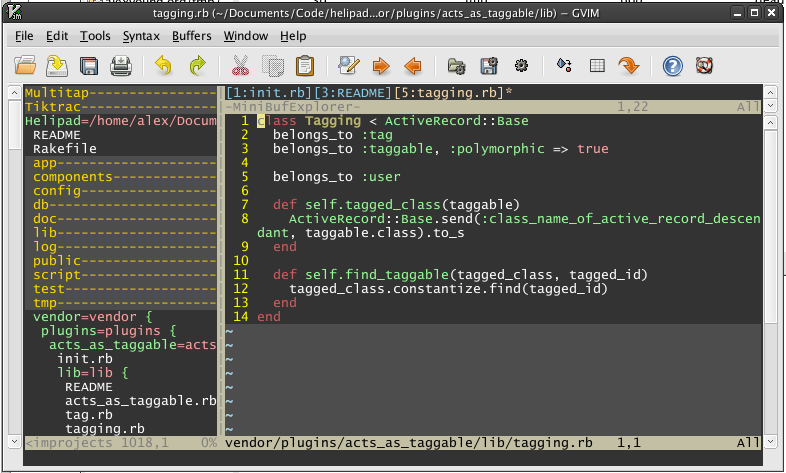 tagging.rb (~/Documents/Code/helipad...or/plugins/acts_as_taggable/lib) – GVIM
File Edit Tools Syntax Buffers Window Help
Multitap------------------
Tiktrac-------------------
Helipad=/home/alex/Docum
README
Rakefile
app-----------------------
components----------------
config--------------------
db------------------------
doc-----------------------
lib-----------------------
log-----------------------
public--------------------
script--------------------
test----------------------
tmp-----------------------
vendor=vendor {
plugins=plugins {
acts_as_taggable=acts
init.rb
lib=lib {
README
acts_as_taggable.rb
tag.rb
tagging.rb
<improjects 1018,1 0%
[1:init.rb][3:README][5:tagging.rb]*
-MiniBufExplorer- 1,22 All
1 class Tagging < ActiveRecord::Base
2 belongs_to :tag
3 belongs_to :taggable, :polymorphic => true
4
5 belongs_to :user
6
7 def self.tagged_class(taggable)
8 ActiveRecord::Base.send(:class_name_of_active_record_descen
dant, taggable.class).to_s
9 end
10
11 def self.find_taggable(tagged_class, tagged_id)
12 tagged_class.constantize.find(tagged_id)
13 end
14 end
~
~
~
~
~
~
~
~
vendor/plugins/acts_as_taggable/lib/tagging.rb 1,1 All